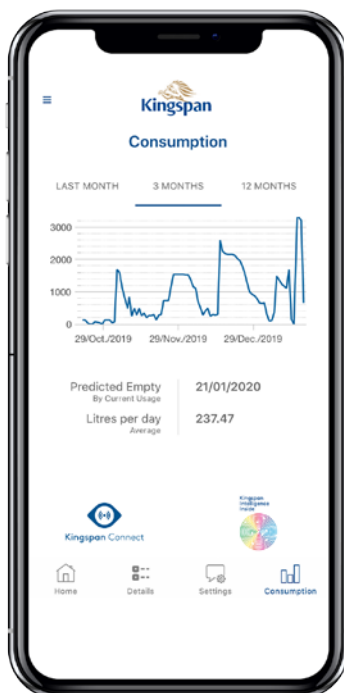 Kingspan
Consumption
LAST MONTH 3 MONTHS 12 MONTHS
3000
2000
1000
0
29/Oct./2019 29/Nov./2019 29/Dec./2019
Predicted Empty 21/01/2020
By Current Usage
Litres per day 237.47
Average
Kingspan
Intelligence
Inside
Kingspan Connect
Home Details Settings Consumption